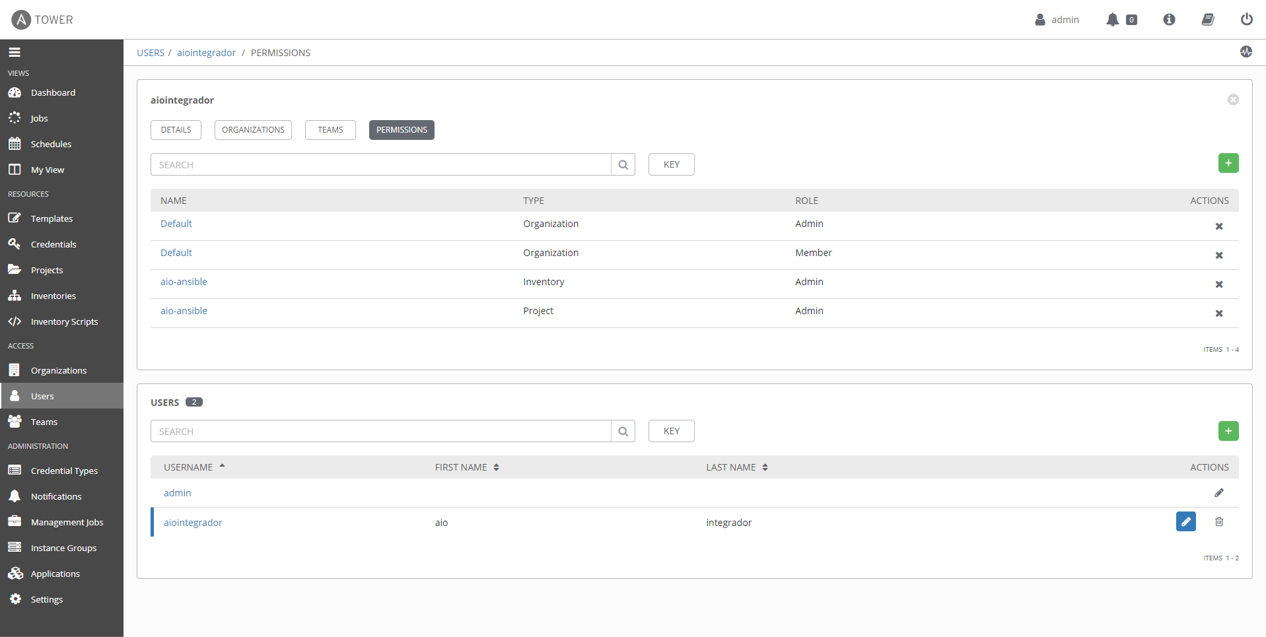 A TOWER
admin
0
USERS / aiointegrador / PERMISSIONS
VIEWS
Dashboard
Jobs
Schedules
My View
RESOURCES
Templates
Credentials
Projects
Inventories
Inventory Scripts
ACCESS
Organizations
Users
Teams
ADMINISTRATION
Credential Types
Notifications
Management Jobs
Instance Groups
Applications
Settings
aiointegrador
DETAILS ORGANIZATIONS TEAMS PERMISSIONS
SEARCH KEY +
NAME TYPE ROLE ACTIONS
Default Organization Admin
Default Organization Member
aio-ansible Inventory Admin
aio-ansible Project Admin
ITEMS 1 - 4
USERS 2
SEARCH KEY +
USERNAME FIRST NAME LAST NAME ACTIONS
admin
aiointegrador aio integrador
ITEMS 1 - 2